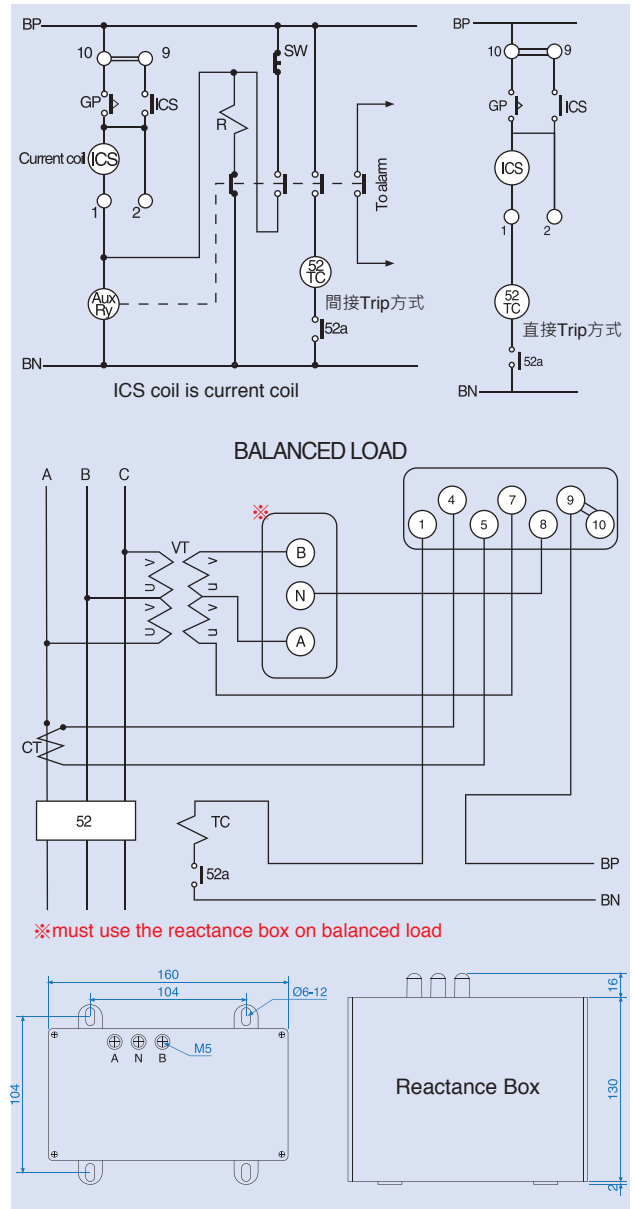 BP
10 9
GP ICS
Current coil ICS
1 2
Aux
Ry
R
SW
To alarm
52
TC
間接Trip方式
52a
BN
ICS coil is current coil
BP
10 9
GP ICS
ICS
1 2
52
TC
直接Trip方式
52a
BN
BALANCED LOAD
A B C
VT
V V
U U
V V
U U
※
B
N
A
4 7 9
1 5 8 10
CT
52
TC
52a
BP
BN
※must use the reactance box on balanced load
160
104
Ø6-12
104
M5
A N B
16
130
2
Reactance Box